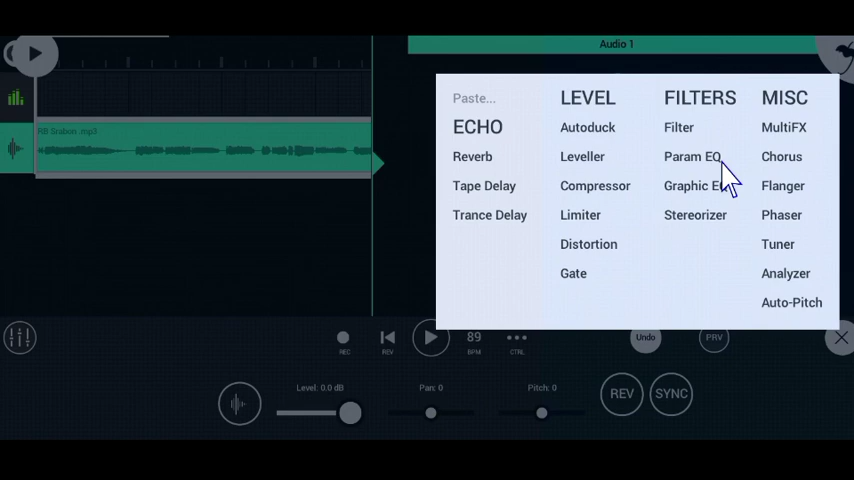 Audio 1
RB Srabon .mp3
Paste...
ECHO
Reverb
Tape Delay
Trance Delay
LEVEL
Autoduck
Leveller
Compressor
Limiter
Distortion
Gate
FILTERS
Filter
Param EQ
Graphic EQ
Stereorizer
MISC
MultiFX
Chorus
Flanger
Phaser
Tuner
Analyzer
Auto-Pitch
REC
REV
89
BPM
CTRL
Undo
PRV
Level: 0.0 dB
Pan: 0
Pitch: 0
REV
SYNC